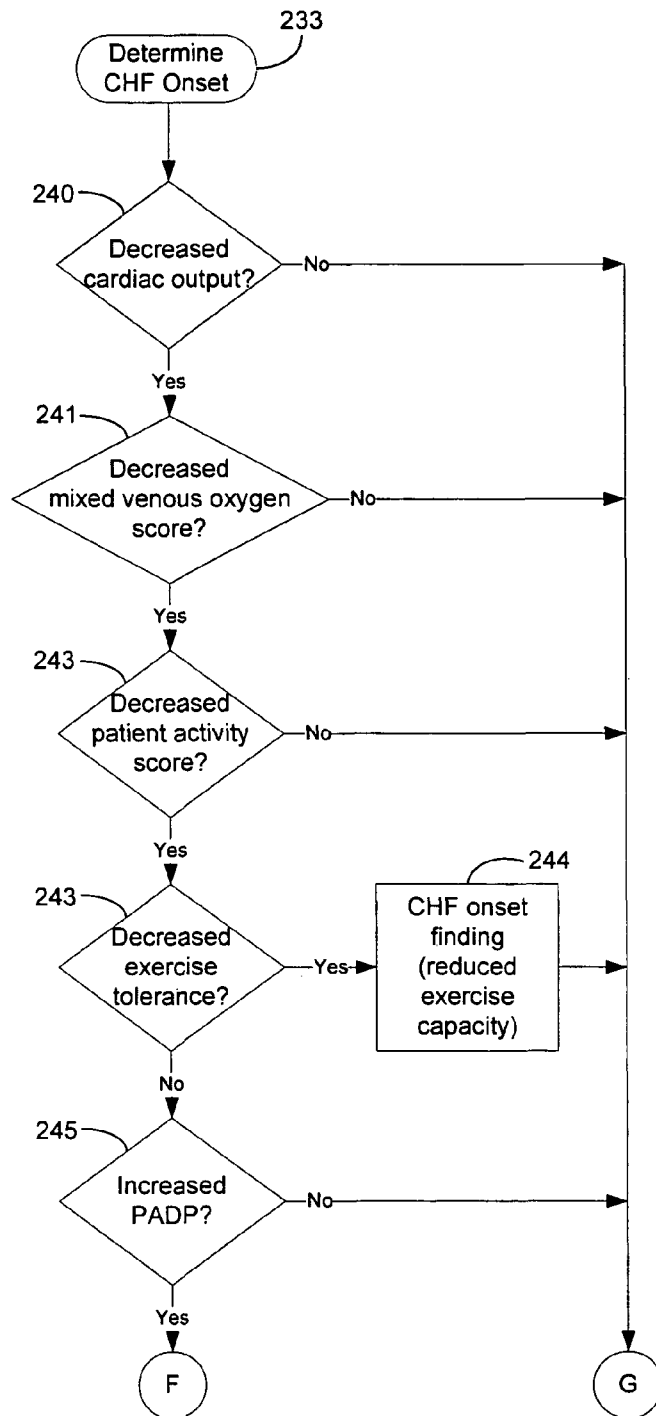 233
Determine
CHF Onset
240
Decreased
cardiac output?
No
Yes
241
Decreased
mixed venous oxygen
score?
No
Yes
243
Decreased
patient activity
score?
No
Yes
243
Decreased
exercise
tolerance?
Yes
244
CHF onset
finding
(reduced
exercise
capacity)
No
245
Increased
PADP?
No
Yes
F
G